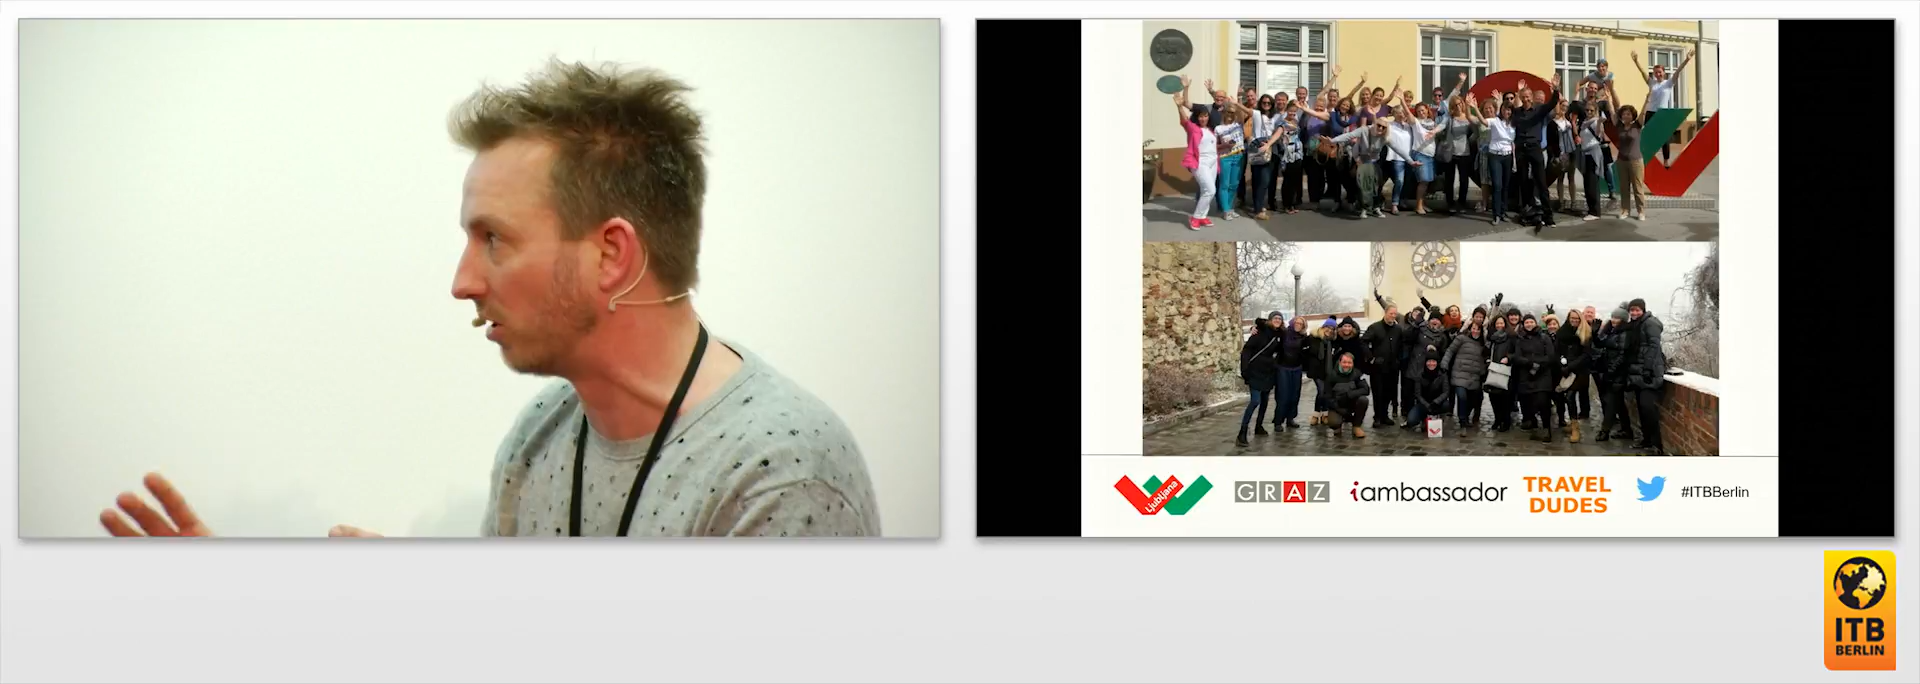 Ljubljana
GRAZ
iambassador
TRAVEL
DUDES
#ITBBerlin
ITB
BERLIN